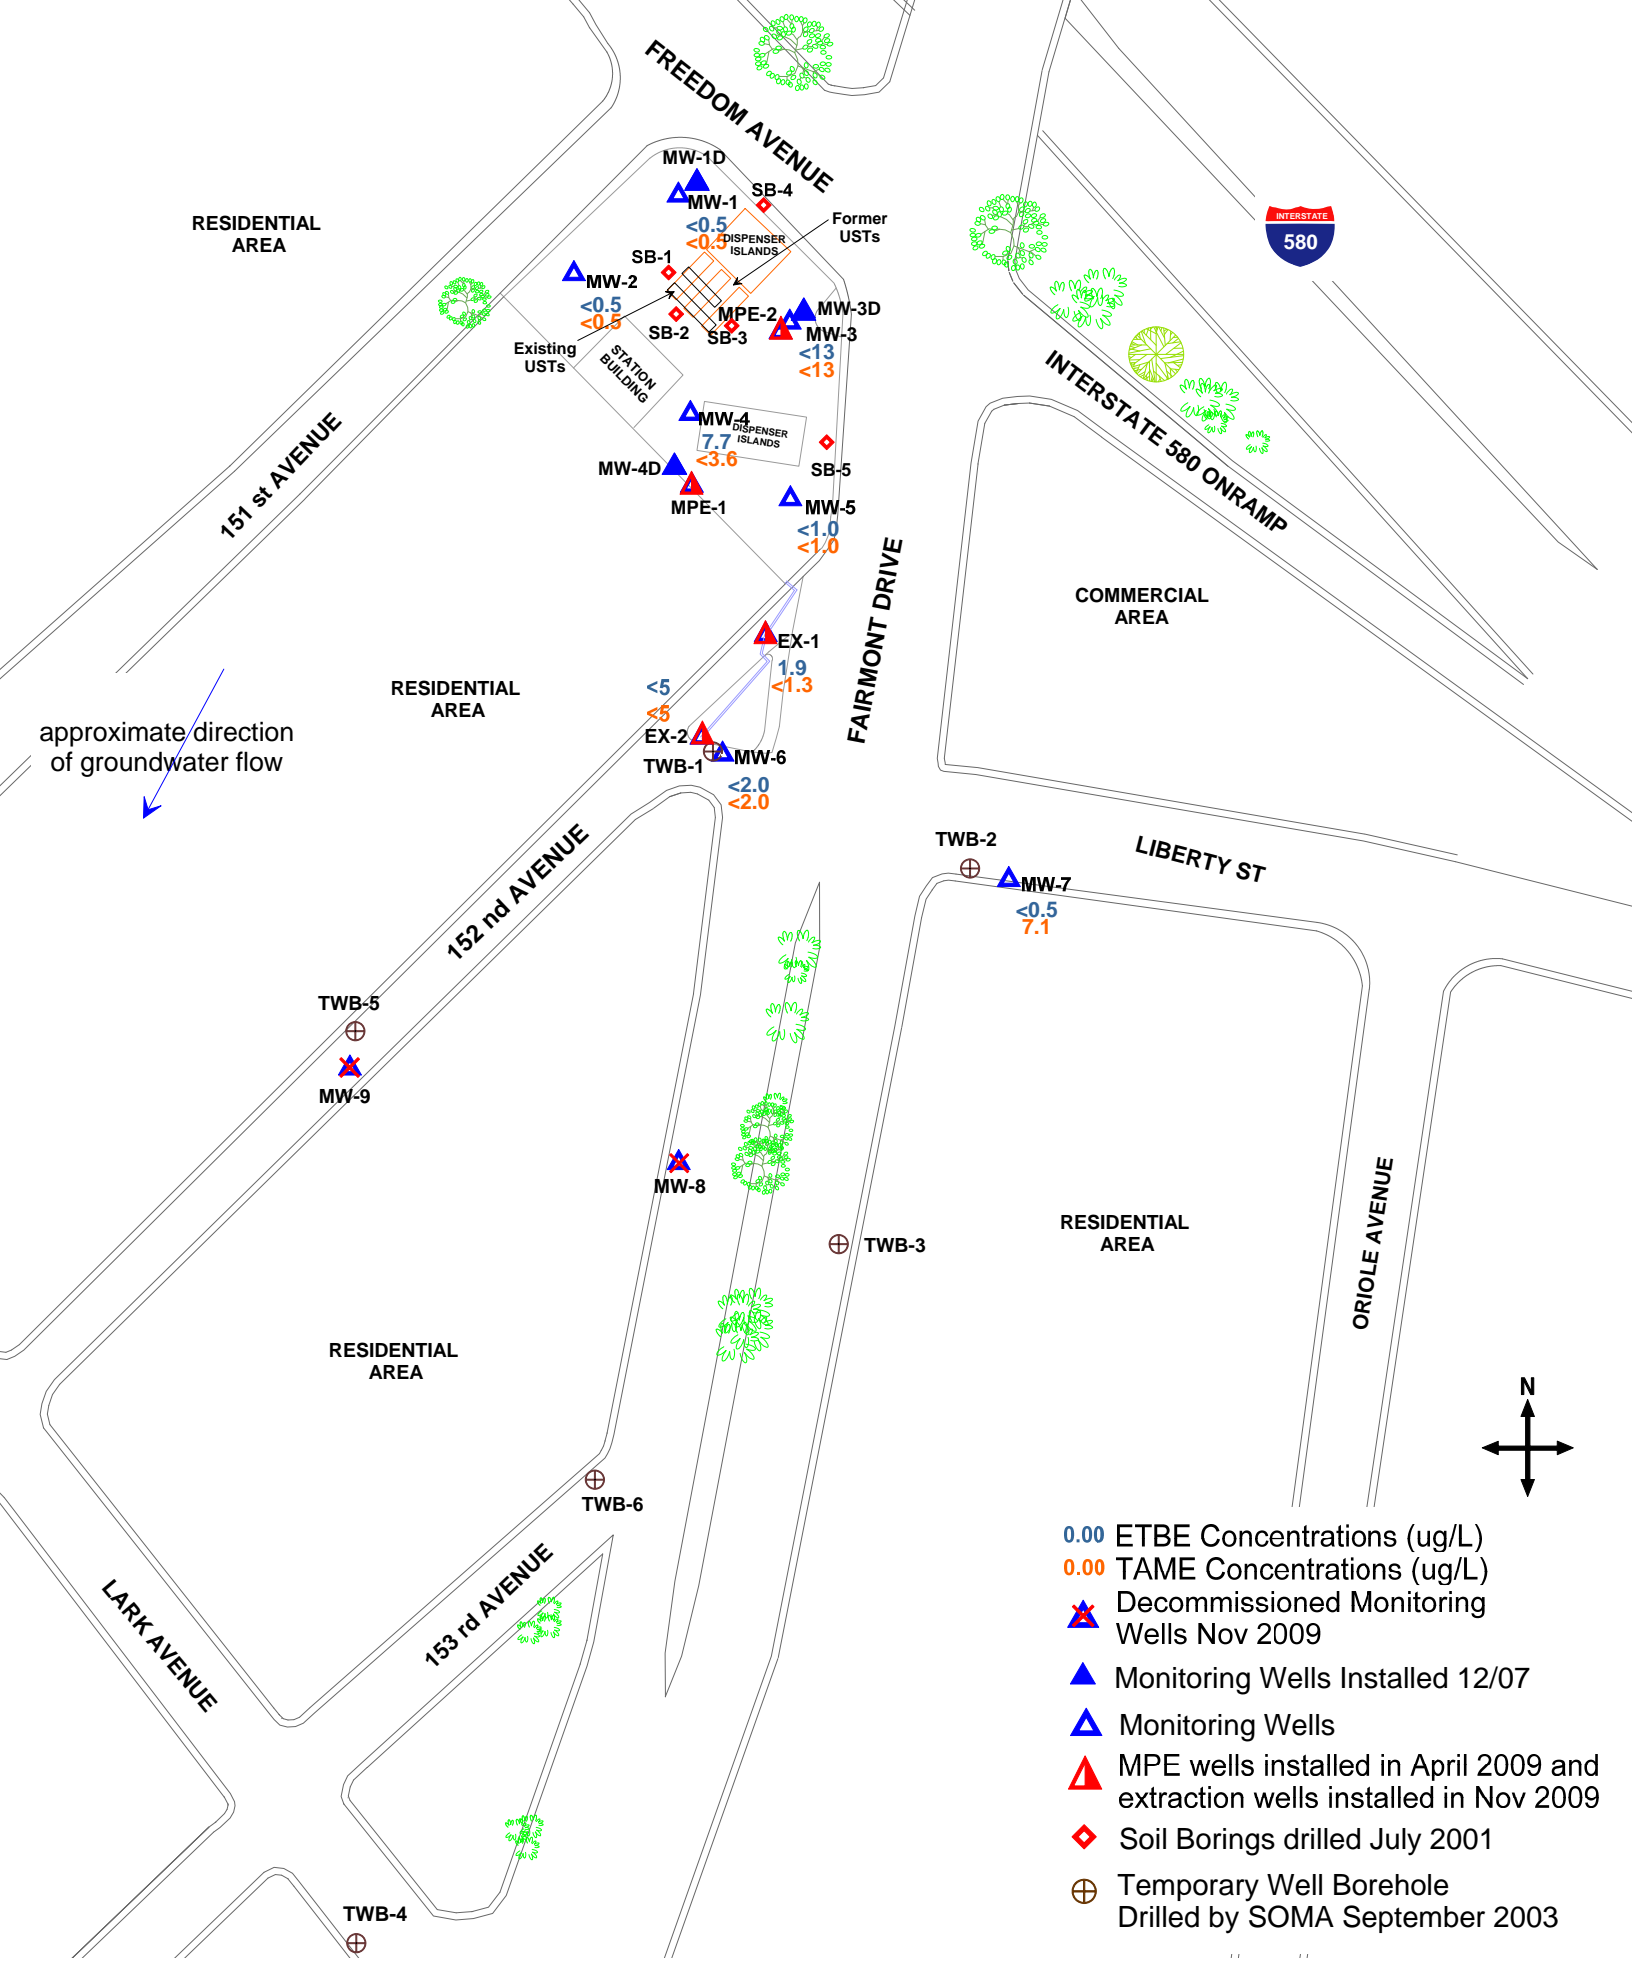 FREEDOM AVENUE
MW-1D
MW-1
<0.5
<0.5
SB-4
DISPENSER
ISLANDS
Former
USTs
RESIDENTIAL
AREA
INTERSTATE
580
SB-1
MW-2
<0.5
<0.5
SB-2
SB-3
MPE-2
MW-3D
MW-3
<13
<13
Existing
USTs
STATION
BUILDING
MW-4
7.7
<3.6
DISPENSER
ISLANDS
SB-5
MW-4D
MPE-1
MW-5
<1.0
<1.0
151 st AVENUE
INTERSTATE 580 ONRAMP
COMMERCIAL
AREA
FAIRMONT DRIVE
EX-1
1.9
<1.3
RESIDENTIAL
AREA
<5
<5
EX-2
TWB-1
MW-6
<2.0
<2.0
approximate direction
of groundwater flow
152 nd AVENUE
TWB-2
MW-7
<0.5
7.1
LIBERTY ST
TWB-5
MW-9
MW-8
TWB-3
RESIDENTIAL
AREA
ORIOLE AVENUE
RESIDENTIAL
AREA
N
TWB-6
153 rd AVENUE
LARK AVENUE
TWB-4
0.00 ETBE Concentrations (ug/L)
0.00 TAME Concentrations (ug/L)
Decommissioned Monitoring
Wells Nov 2009
Monitoring Wells Installed 12/07
Monitoring Wells
MPE wells installed in April 2009 and
extraction wells installed in Nov 2009
Soil Borings drilled July 2001
Temporary Well Borehole
Drilled by SOMA September 2003